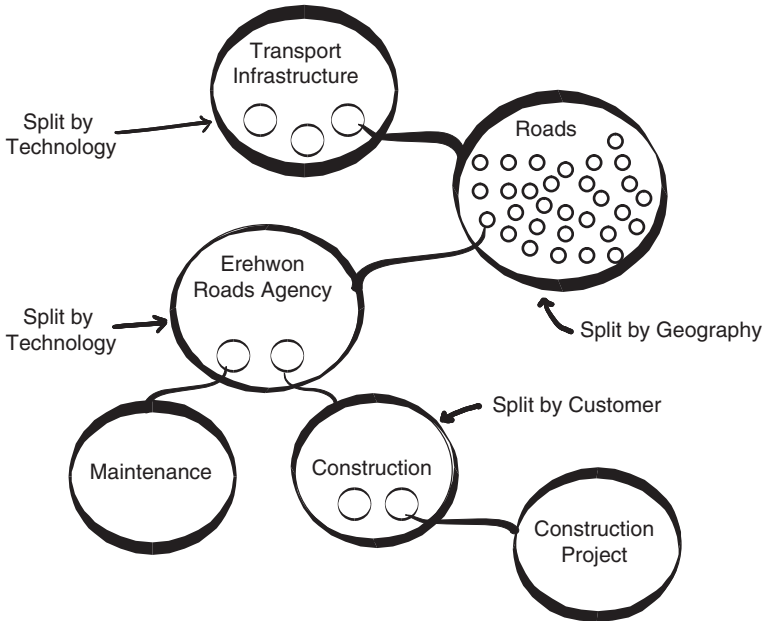 Transport
Infrastructure
Split by
Technology
Roads
Erehwon
Roads Agency
Split by
Technology
Split by Geography
Split by Customer
Maintenance
Construction
Construction
Project